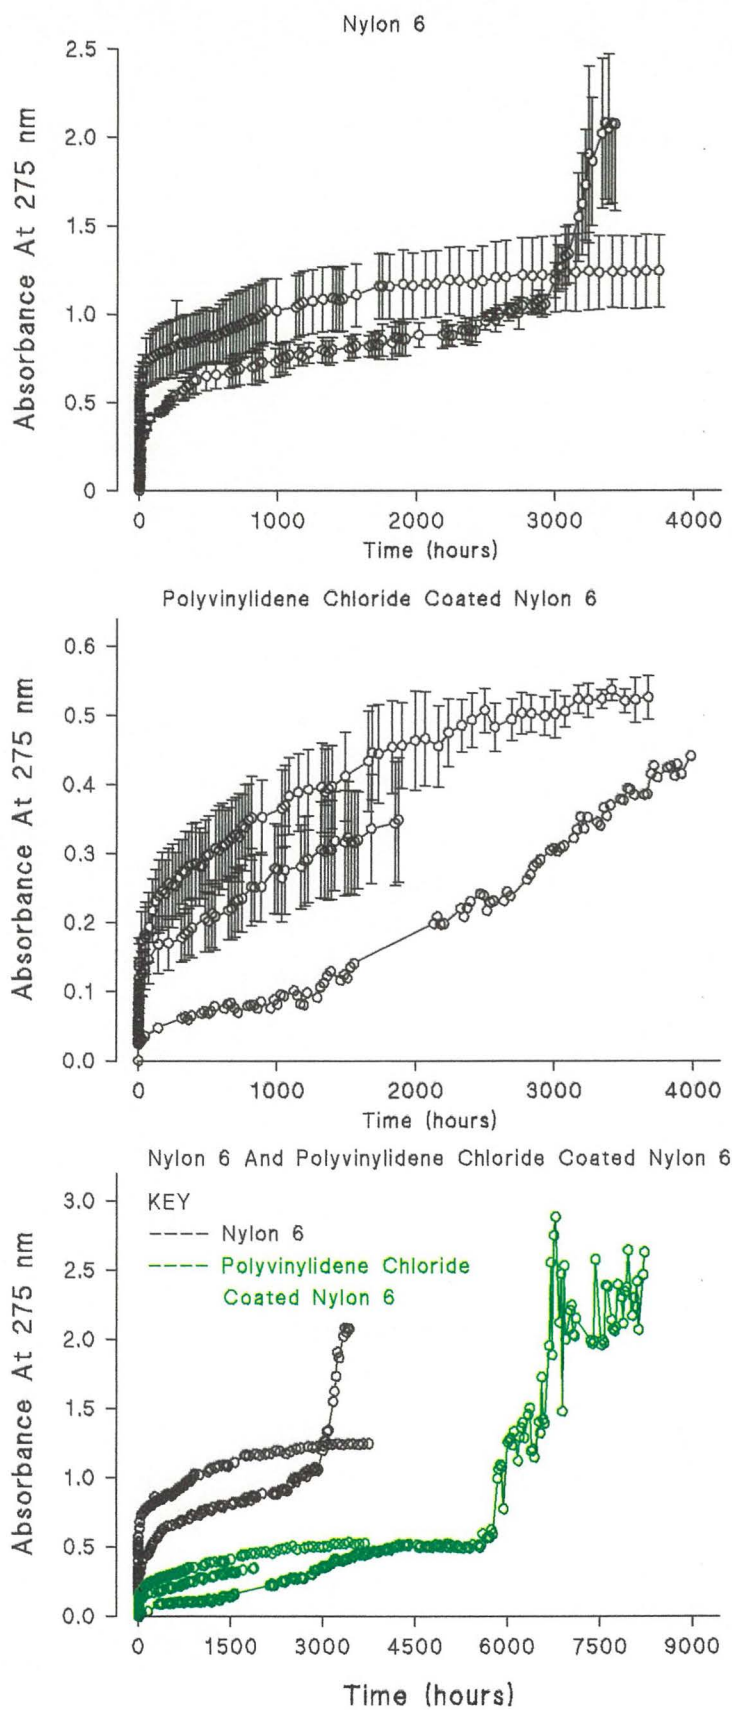 Nylon 6
2.5
2.0
1.5
1.0
0.5
0
Absorbance At 275 nm
0 1000 2000 3000 4000
Time (hours)
Polyvinylidene Chloride Coated Nylon 6
0.6
0.5
0.4
0.3
0.2
0.1
0.0
Absorbance At 275 nm
0 1000 2000 3000 4000
Time (hours)
Nylon 6 And Polyvinylidene Chloride Coated Nylon 6
3.0
2.5
2.0
1.5
1.0
0.5
0.0
Absorbance At 275 nm
KEY
Nylon 6
Polyvinylidene Chloride
Coated Nylon 6
0 1500 3000 4500 6000 7500 9000
Time (hours)